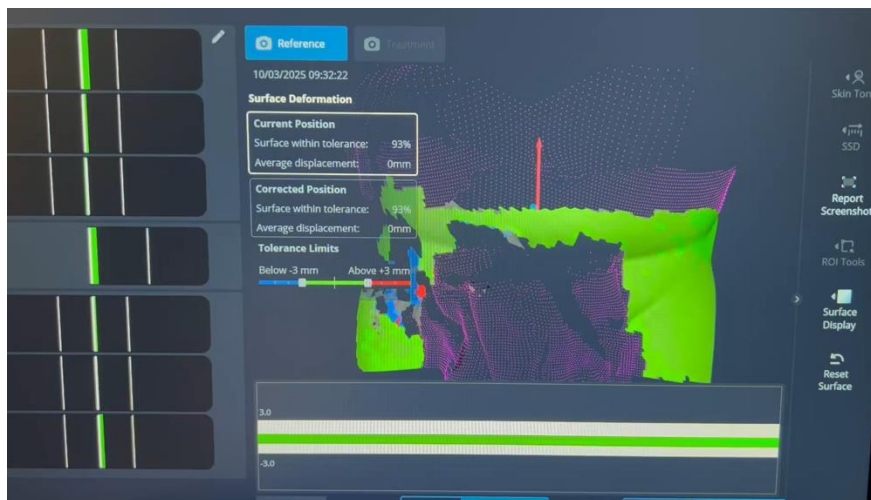 Reference
Treatment
10/03/2025 09:32:22
Surface Deformation
Current Position
Surface within tolerance: 93%
Average displacement: 0mm
Corrected Position
Surface within tolerance: 93%
Average displacement: 0mm
Tolerance Limits
Below -3 mm Above +3 mm
3.0
-3.0
Skin Ton
SSD
Report
Screenshot
ROI Tools
Surface
Display
Reset
Surface